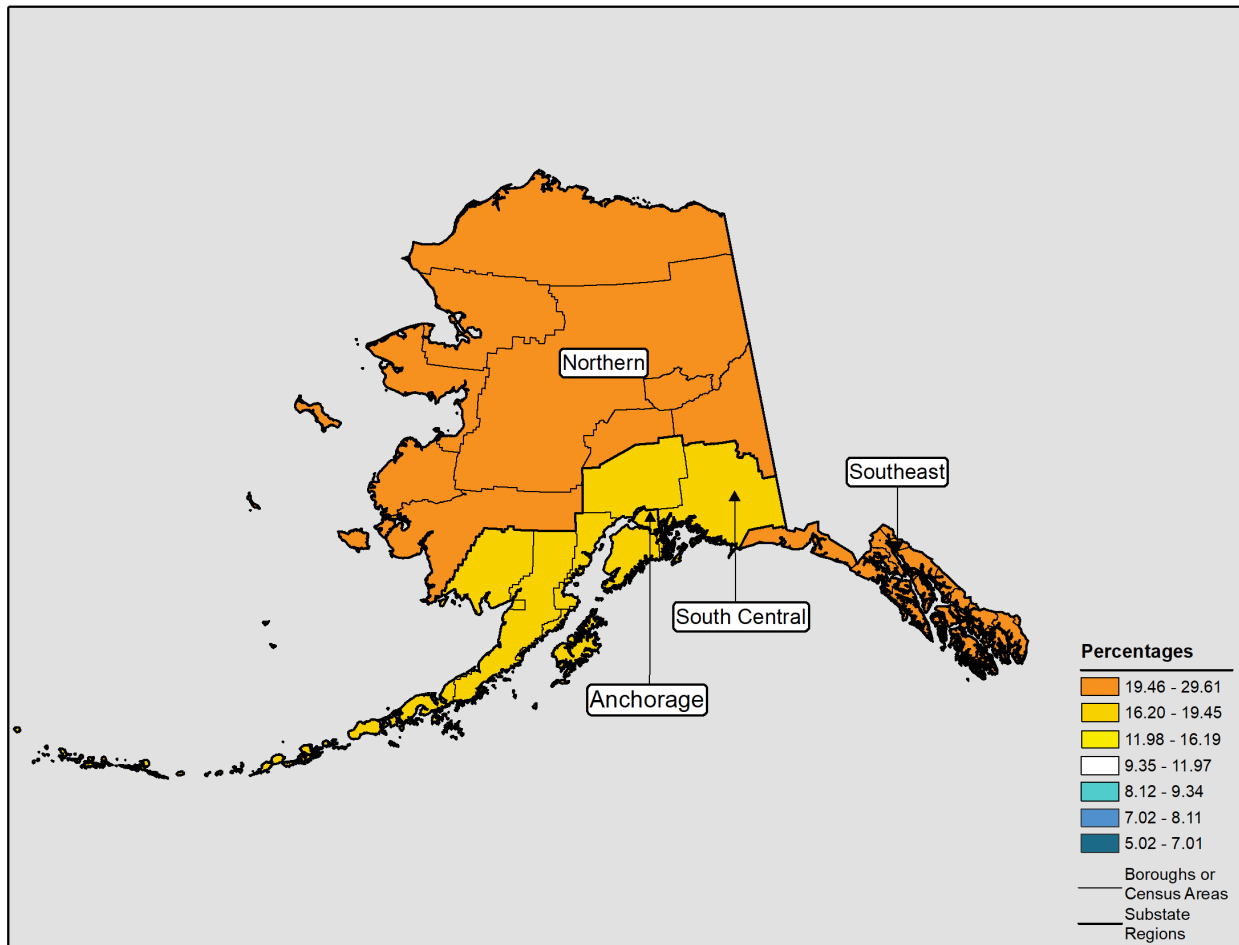 Northern
Southeast
South Central
Anchorage
Percentages
19.46 - 29.61
16.20 - 19.45
11.98 - 16.19
9.35 - 11.97
8.12 - 9.34
7.02 - 8.11
5.02 - 7.01
Boroughs or
Census Areas
Substate
Regions